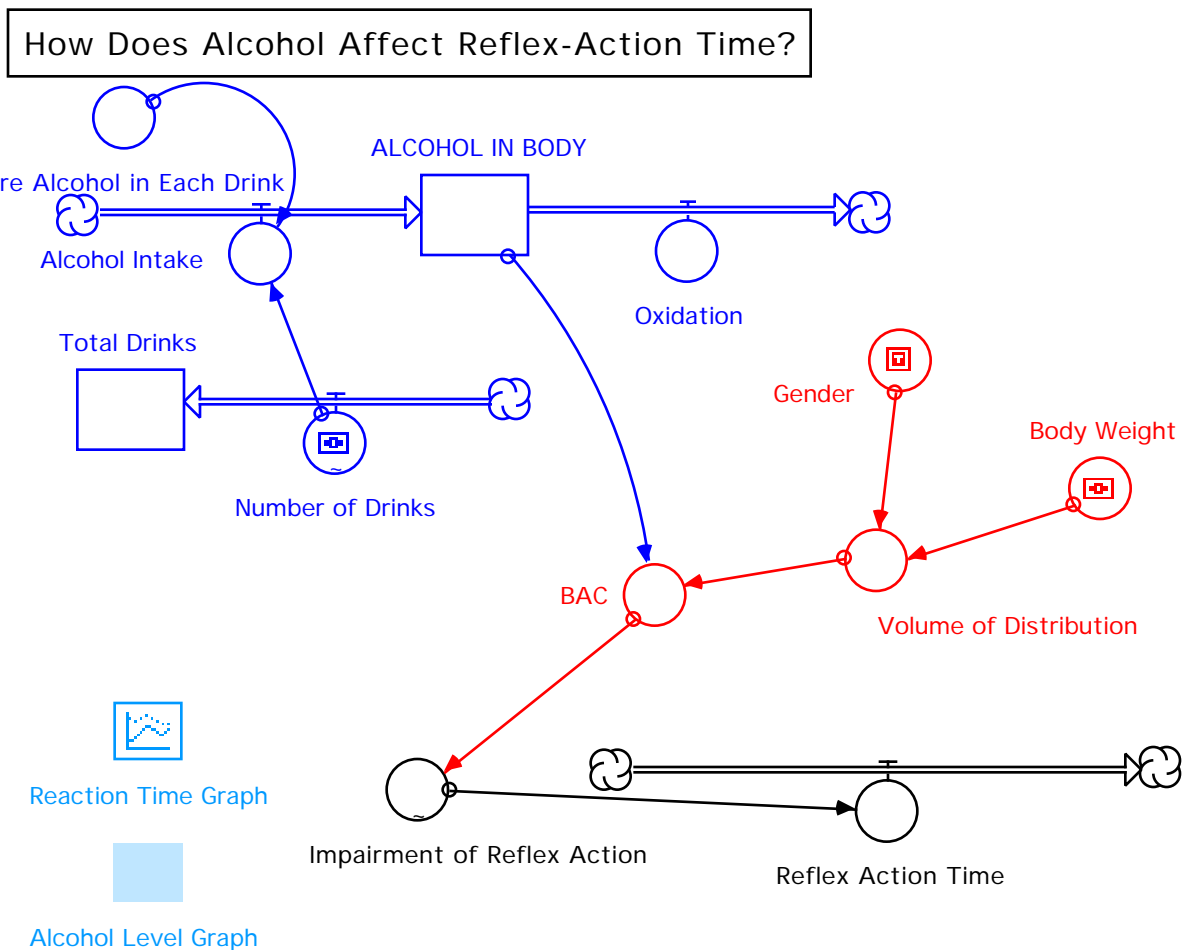 How Does Alcohol Affect Reflex-Action Time?
ALCOHOL IN BODY
re Alcohol in Each Drink
Alcohol Intake
Oxidation
Total Drinks
Gender
Body Weight
Number of Drinks
BAC
Volume of Distribution
Reaction Time Graph
Impairment of Reflex Action
Reflex Action Time
Alcohol Level Graph